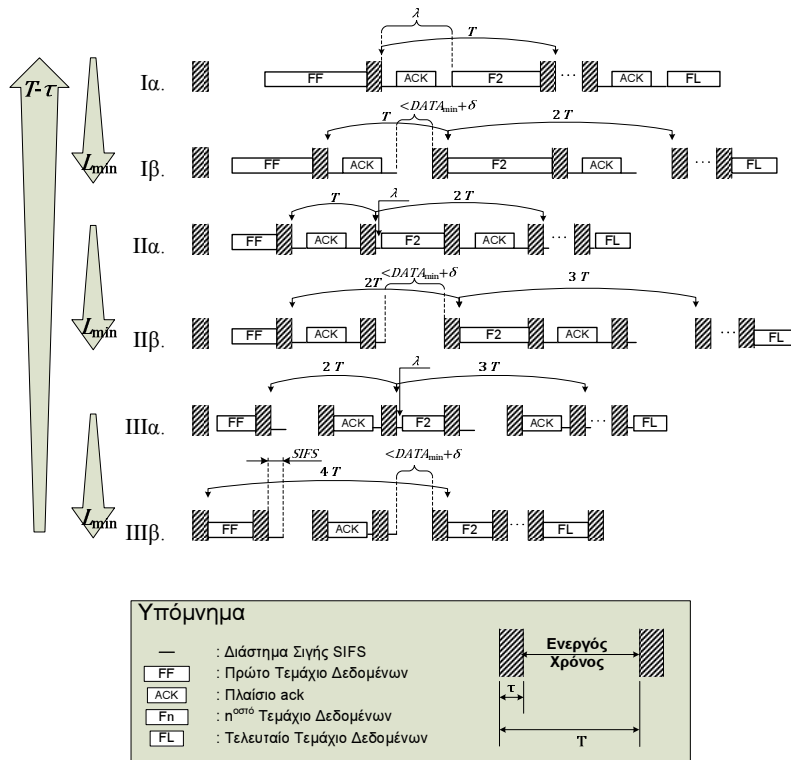 λ
T
Iα.
FF
ACK
F2
...
ACK
FL
<DATAmin+δ
T
2T
Iβ.
FF
ACK
F2
ACK
...
FL
T-τ
Lmin
λ
T
2T
IIα.
FF
ACK
F2
ACK
...
FL
<DATAmin+δ
2T
3T
IIβ.
FF
ACK
F2
ACK
...
FL
Lmin
λ
2T
3T
IIIα.
FF
ACK
F2
ACK
...
FL
SIFS
<DATAmin+δ
4T
IIIβ.
FF
ACK
F2
...
FL
Lmin
Υπόμνημα
: Διάστημα Σιγής SIFS
FF : Πρώτο Τεμάχιο Δεδομένων
ACK : Πλαίσιο ack
Fn : nοστό Τεμάχιο Δεδομένων
FL : Τελευταίο Τεμάχιο Δεδομένων
Ενεργός
Χρόνος
τ
T